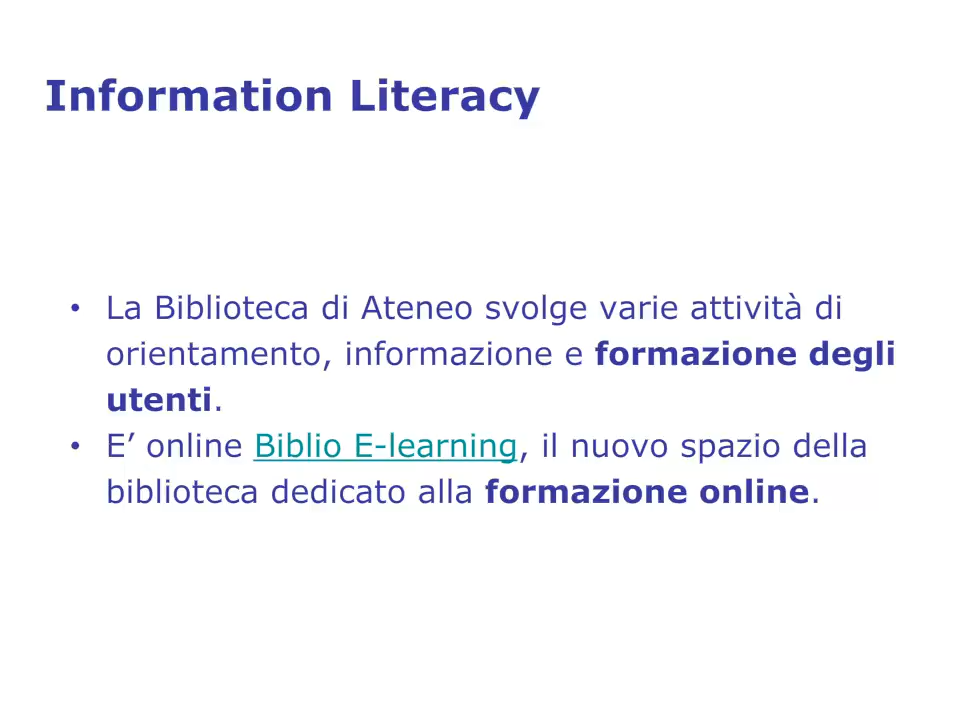 Information Literacy
• La Biblioteca di Ateneo svolge varie attività di
orientamento, informazione e formazione degli
utenti.
• E’ online Biblio E-learning, il nuovo spazio della
biblioteca dedicato alla formazione online.